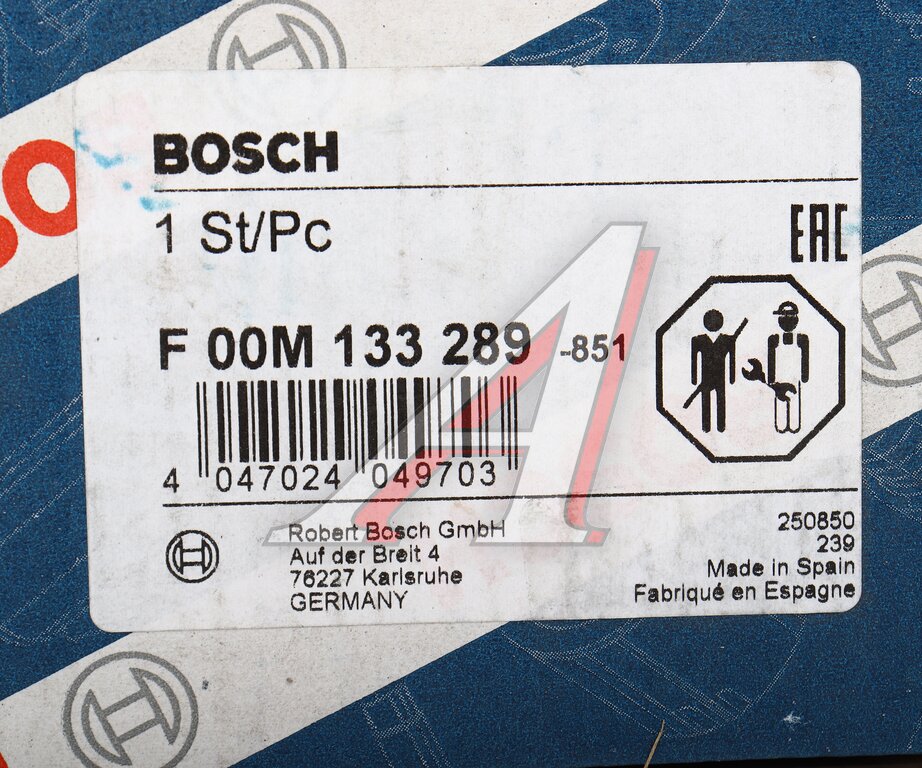 BO
BOSCH
1 St/Pc
EAC
F 00M 133 289 -851
4 047024 049703
Robert Bosch GmbH
Auf der Breit 4
76227 Karlsruhe
GERMANY
250850
239
Made in Spain
Fabriqué en Espagne